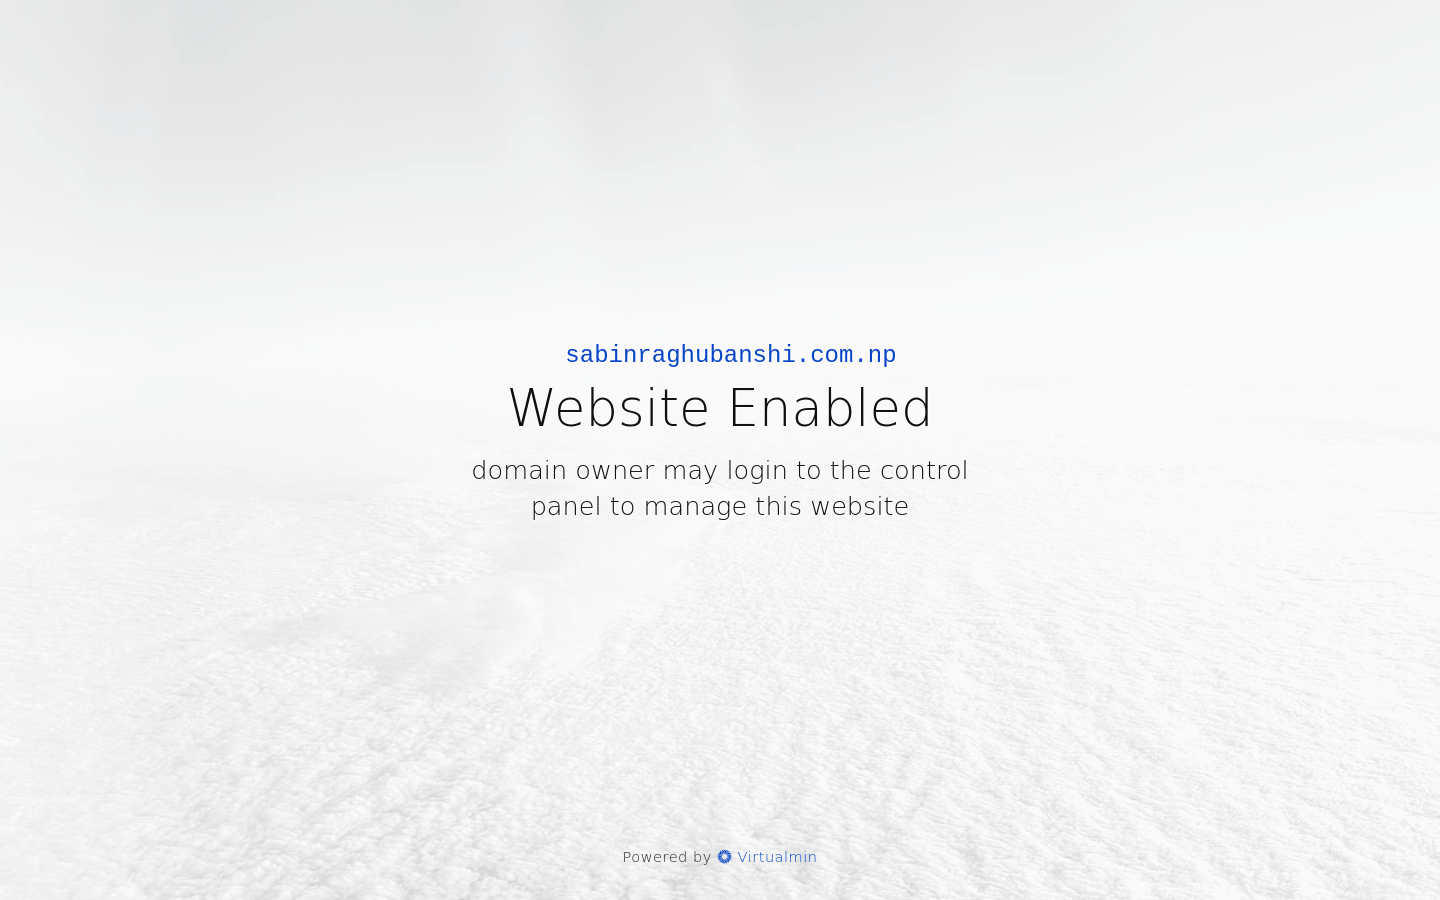 sabinraghubanshi.com.np
Website Enabled
domain owner may login to the control
panel to manage this website
Powered by Virtualmin